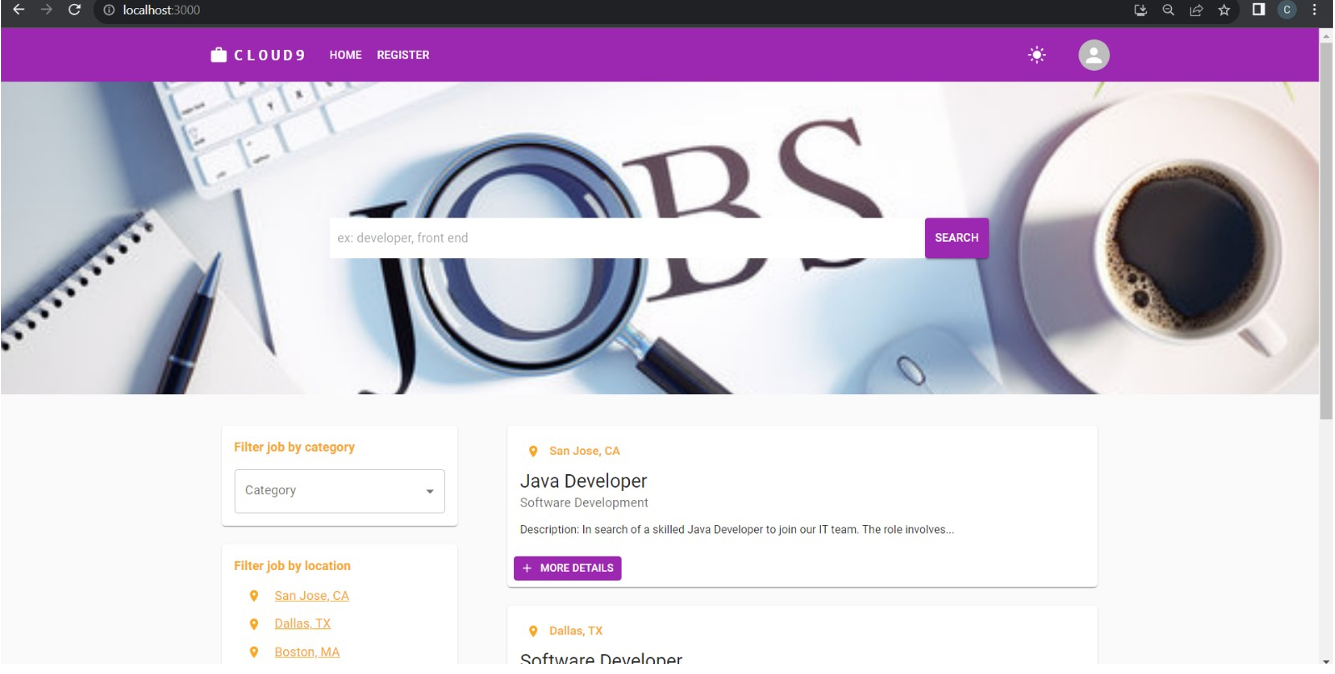 localhost:3000
C
CLOUD9 HOME REGISTER
JOBS
ex: developer, front end
SEARCH
Filter job by category
Category
Filter job by location
San Jose, CA
Dallas, TX
Boston, MA
San Jose, CA
Java Developer
Software Development
Description: In search of a skilled Java Developer to join our IT team. The role involves...
+ MORE DETAILS
Dallas, TX
Software Developer